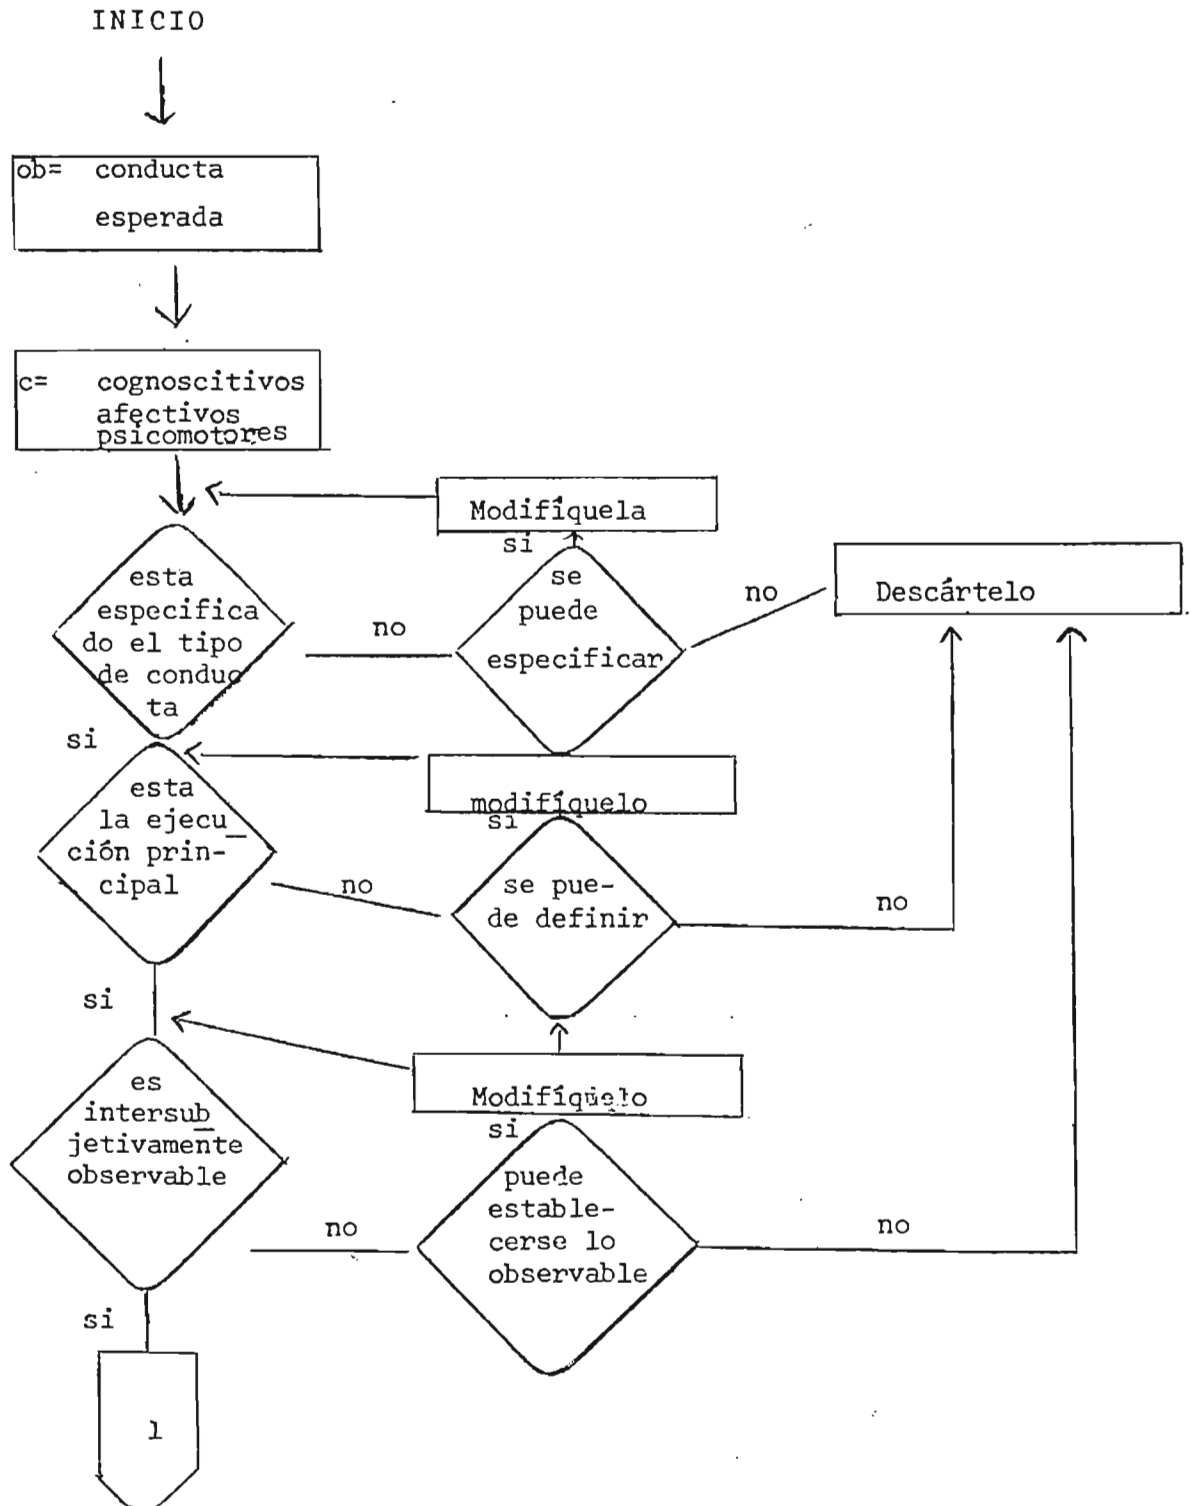 INICIO
ob= conducta
esperada
c= cognoscitivos
afectivos
psicomotores
Modifíquela
si
esta
especifica
do el tipo
de conduc
ta
no
se
puede
especificar
no
Descártelo
si
modifíquelo
si
esta
la ejecu_
ción prin-
cipal
no
se pue-
de definir
no
si
Modifíquelo
si
es
intersub_
jetivamente
observable
no
puede
estable-
cerse lo
observable
no
si
1